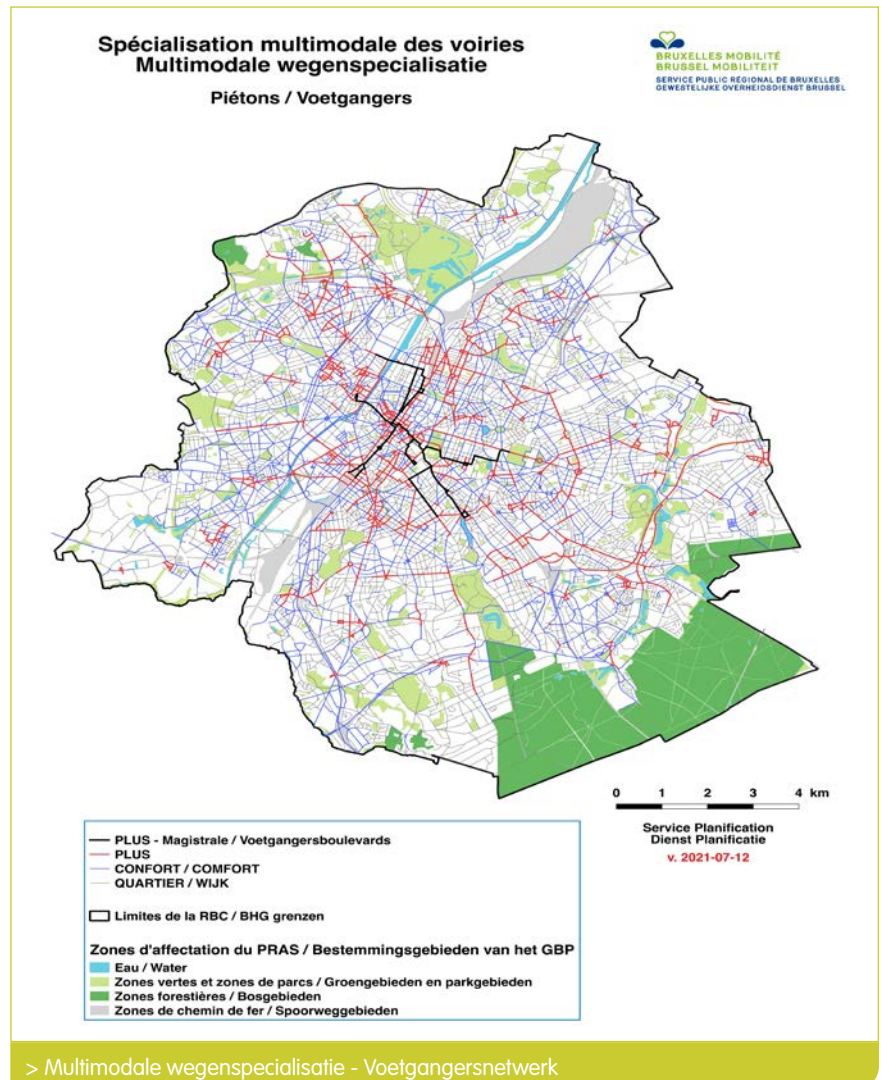 Spécialisation multimodale des voiries
Multimodale wegenspecialisatie
Piétons / Voetgangers
BRUXELLES MOBILITÉ
BRUSSEL MOBILITEIT
SERVICE PUBLIC RÉGIONAL DE BRUXELLES
GEWESTELIJKE OVERHEIDSDIENST BRUSSEL
0 1 2 3 4 km
Service Planification
Dienst Planificatie
v. 2021-07-12
PLUS - Magistrale / Voetgangersboulevards
PLUS
CONFORT / COMFORT
QUARTIER / WIJK
Limites de la RBC / BHG grenzen
Zones d'affectation du PRAS / Bestemmingsgebieden van het GBP
Eau / Water
Zones vertes et zones de parcs / Groengebieden en parkgebieden
Zones forestières / Bosgebieden
Zones de chemin de fer / Spoorweggebieden
> Multimodale wegenspecialisatie - Voetgangersnetwerk